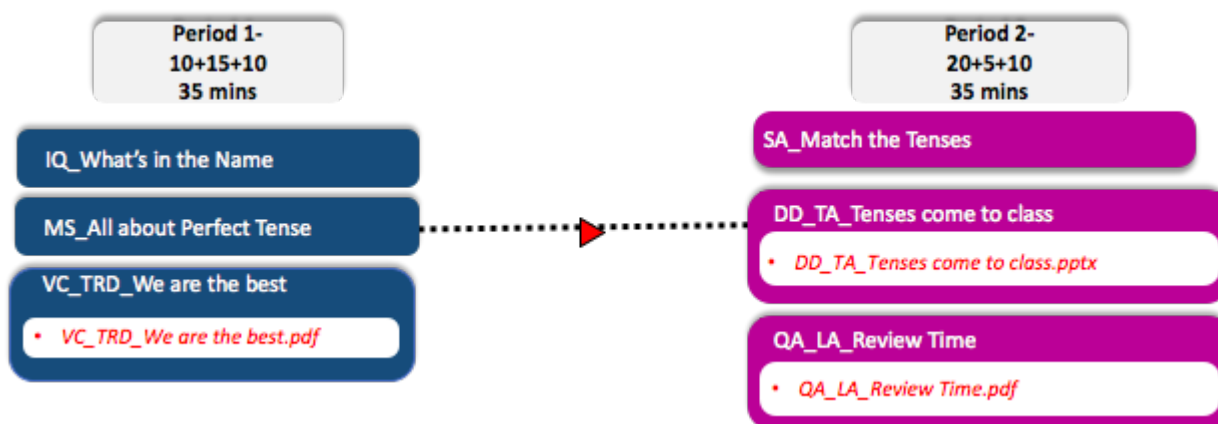 Period 1-
10+15+10
35 mins
IQ_What's in the Name
MS_All about Perfect Tense
VC_TRD_We are the best
• VC_TRD_We are the best.pdf
Period 2-
20+5+10
35 mins
SA_Match the Tenses
DD_TA_Tenses come to class
• DD_TA_Tenses come to class.pptx
QA_LA_Review Time
• QA_LA_Review Time.pdf